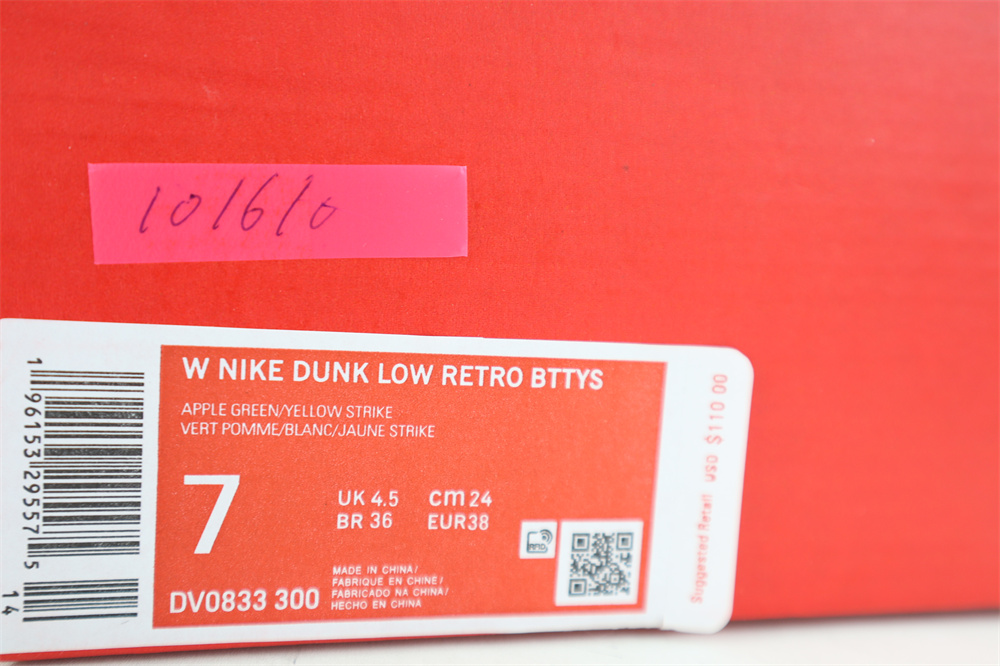 101610
W NIKE DUNK LOW RETRO BTTYS
APPLE GREEN/YELLOW STRIKE
VERT POMME/BLANC/JAUNE STRIKE
7
UK 4.5 cm 24
BR 36 EUR38
DV0833 300
MADE IN CHINA/
FABRIQUE EN CHINE/
FABRICADO NA CHINA/
HECHO EN CHINA
1 96153 29557 5
14
Suggested Retail USD $110 00